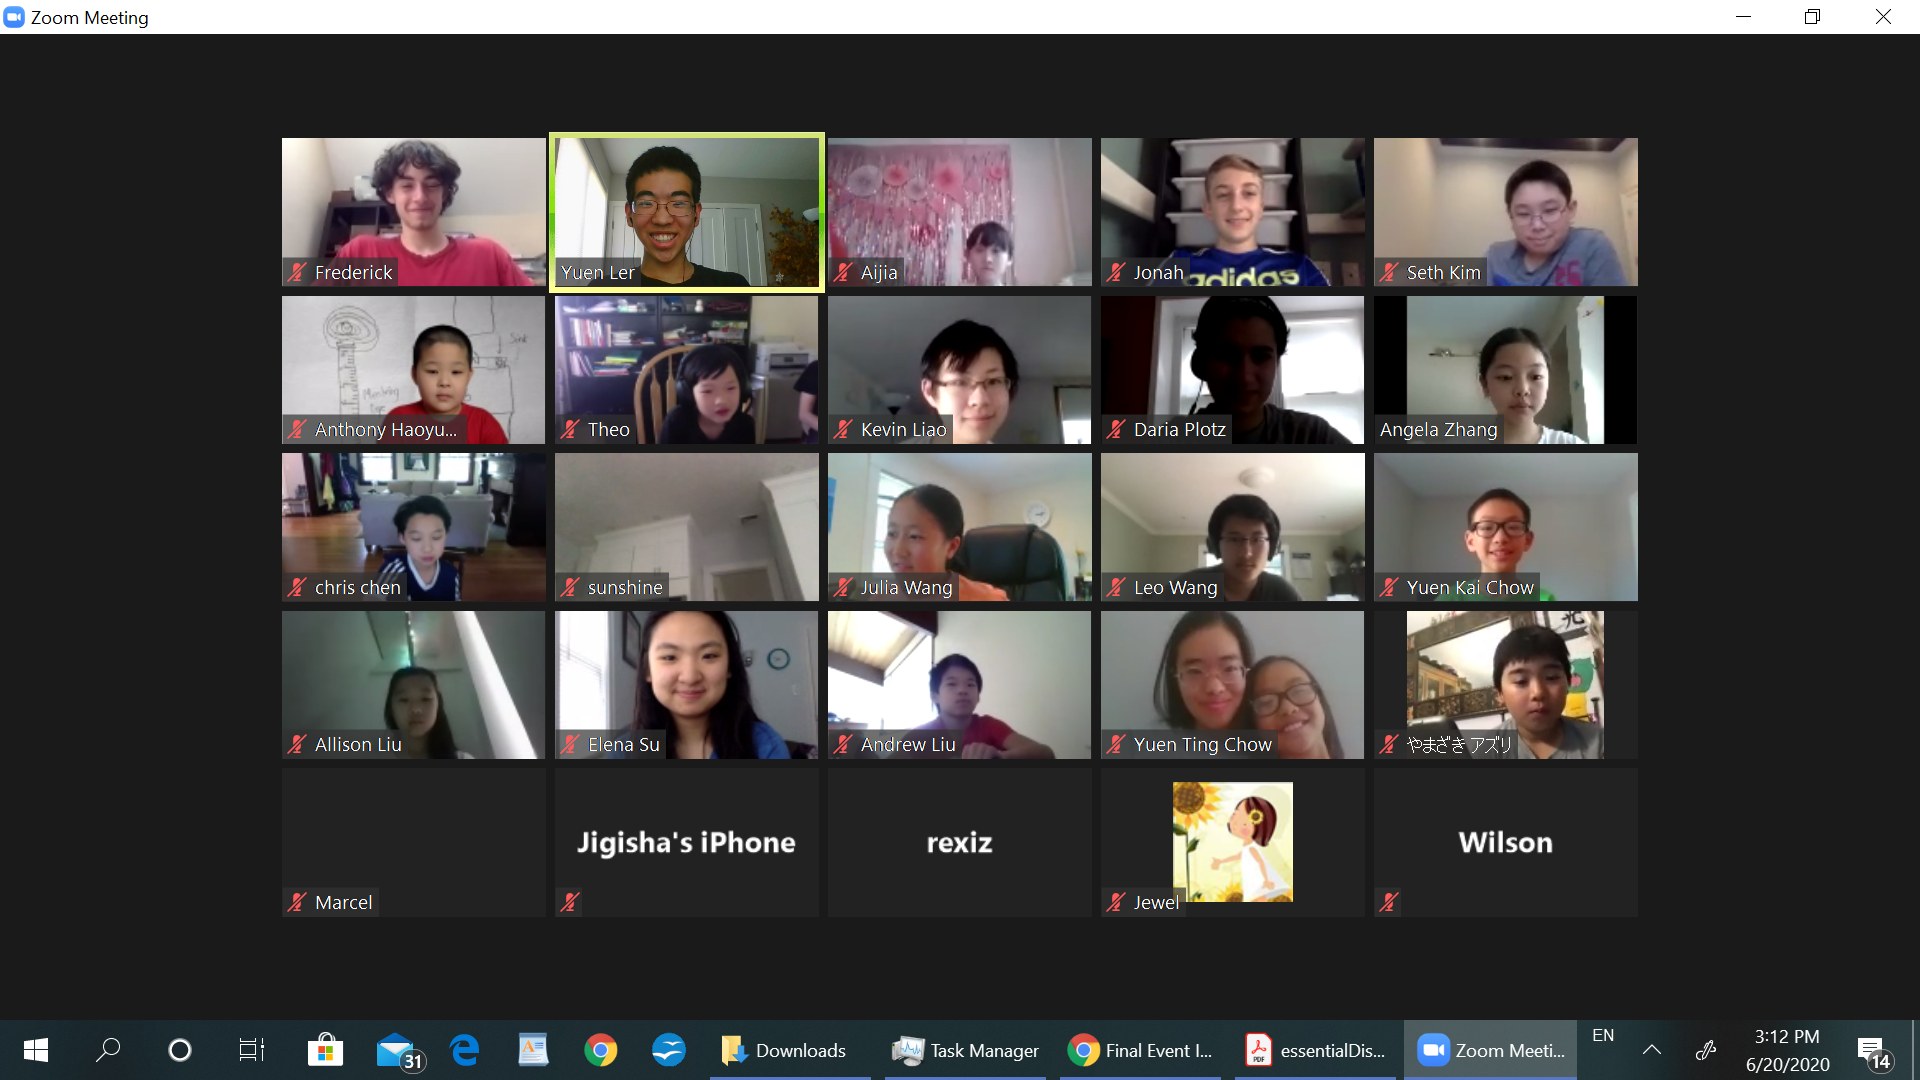 Zoom Meeting
Frederick
Yuen Ler
Aijia
Jonah
adidas
Seth Kim
Sink
Anthony Haoyu...
Theo
Kevin Liao
Daria Plotz
Angela Zhang
chris chen
sunshine
Julia Wang
Leo Wang
Yuen Kai Chow
Allison Liu
Elena Su
Andrew Liu
Yuen Ting Chow
やまざき アズリ
Marcel
Jigisha's iPhone
rexiz
Jewel
Wilson
31
Downloads
Task Manager
Final Event I...
PDF
essentialDis...
Zoom Meeti...
EN
3:12 PM
6/20/2020
14